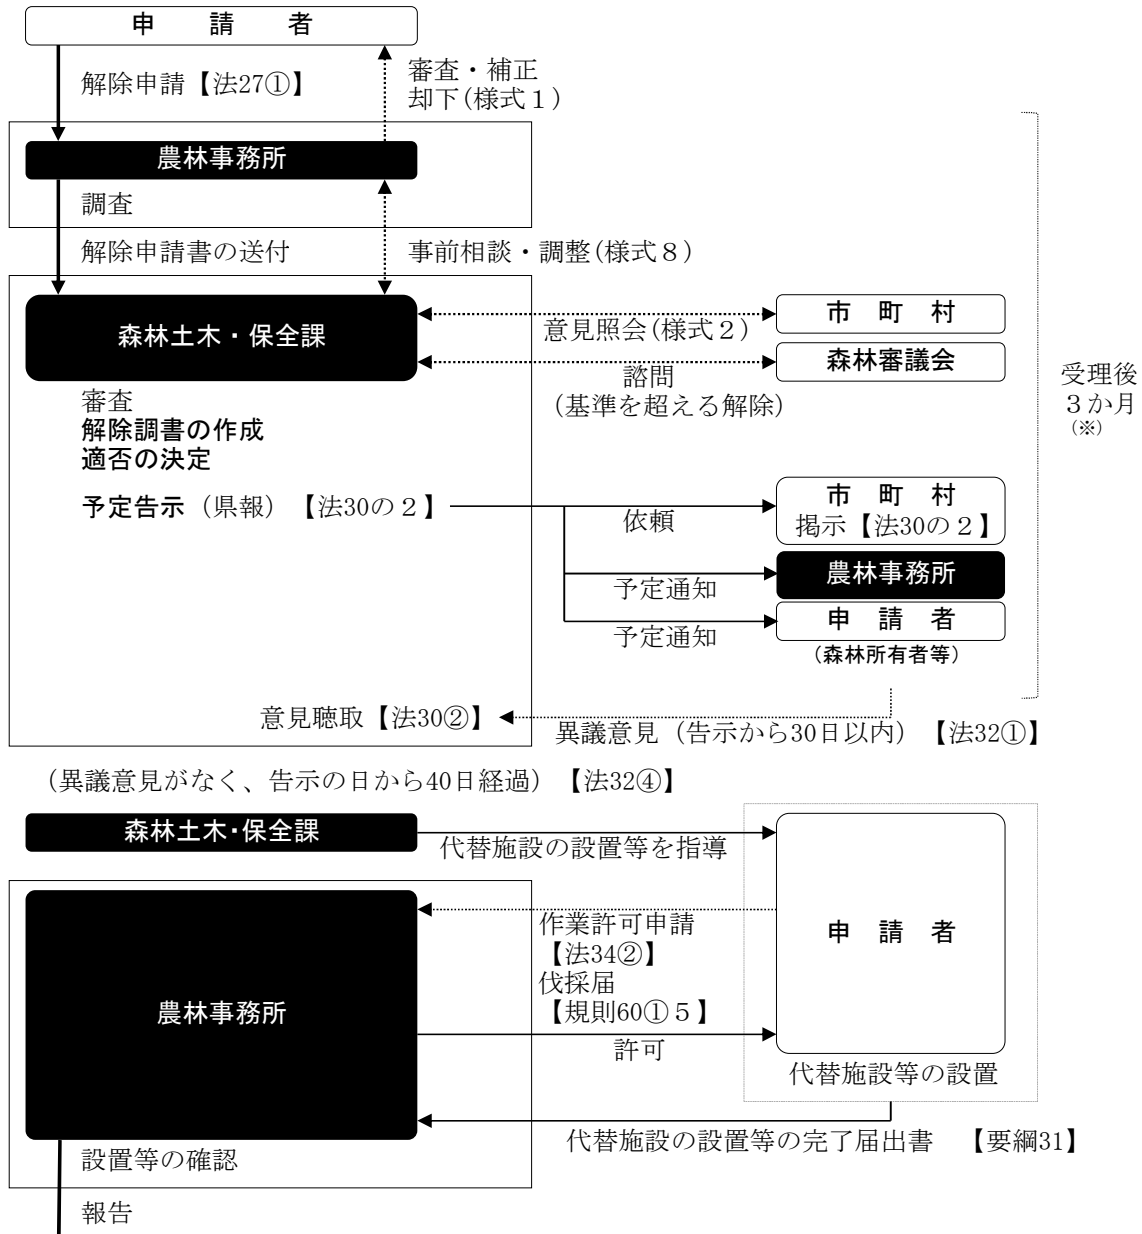 申　請　者
解除申請【法27①】
審査・補正
却下(様式１)
農林事務所
調査
解除申請書の送付
事前相談・調整(様式８)
森林土木・保全課
意見照会(様式２)
市　町　村
諮問
(基準を超える解除)
森林審議会
受理後
３か月
(※)
審査
解除調書の作成
適否の決定
予定告示（県報）【法30の２】
依頼
市　町　村
掲示【法30の２】
予定通知
農林事務所
予定通知
申　請　者
(森林所有者等)
意見聴取【法30②】
異議意見（告示から30日以内）【法32①】
（異議意見がなく、告示の日から40日経過）【法32④】
森林土木・保全課
代替施設の設置等を指導
作業許可申請
【法34②】
伐採届
【規則60①５】
許可
申　請　者
農林事務所
代替施設等の設置
代替施設の設置等の完了届出書　【要綱31】
設置等の確認
報告